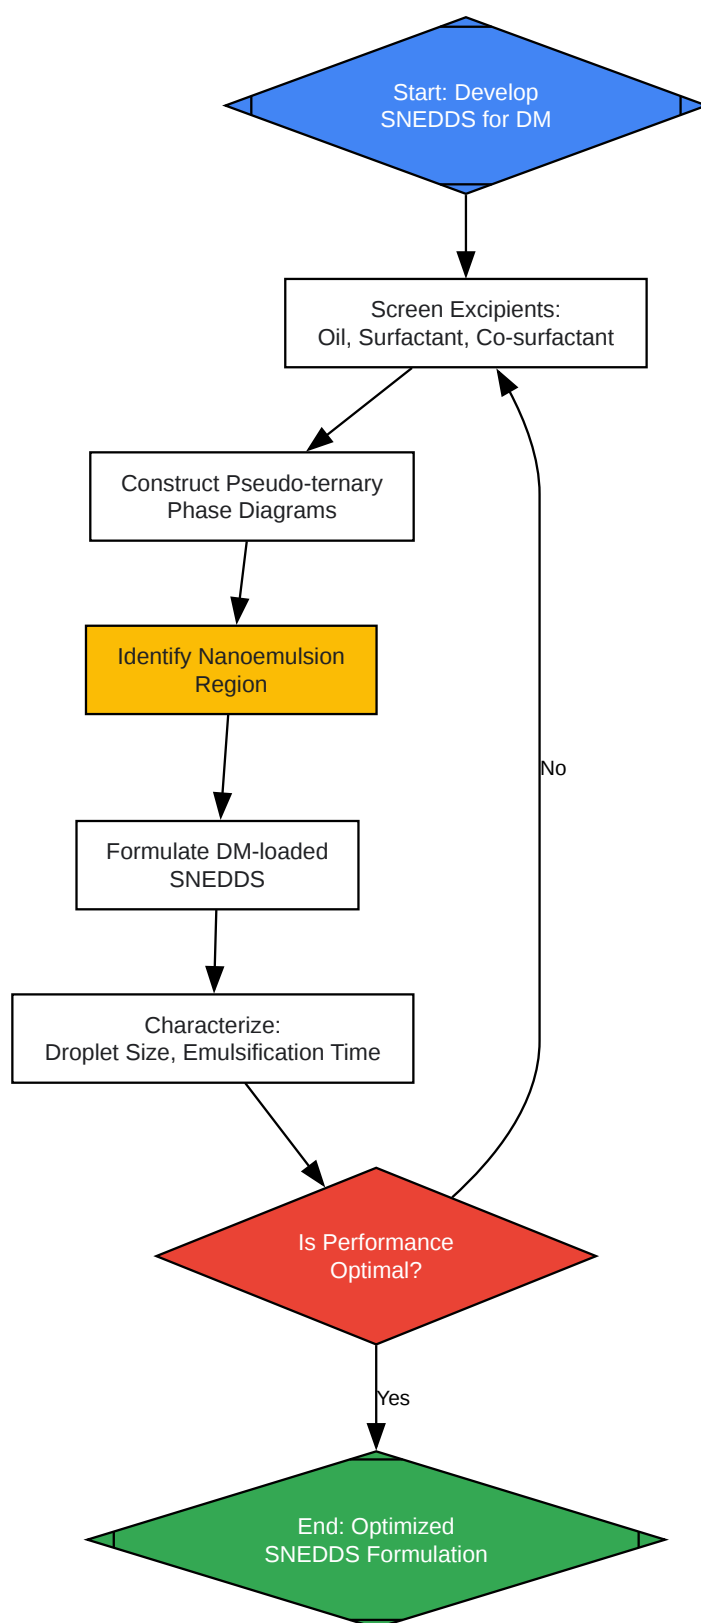 Start: Develop
SNEDDS for DM
Screen Excipients:
Oil, Surfactant, Co-surfactant
Construct Pseudo-ternary
Phase Diagrams
Identify Nanoemulsion
Region
No
Formulate DM-loaded
SNEDDS
Characterize:
Droplet Size, Emulsification Time
Is Performance
Optimal?
Yes
End: Optimized
SNEDDS Formulation